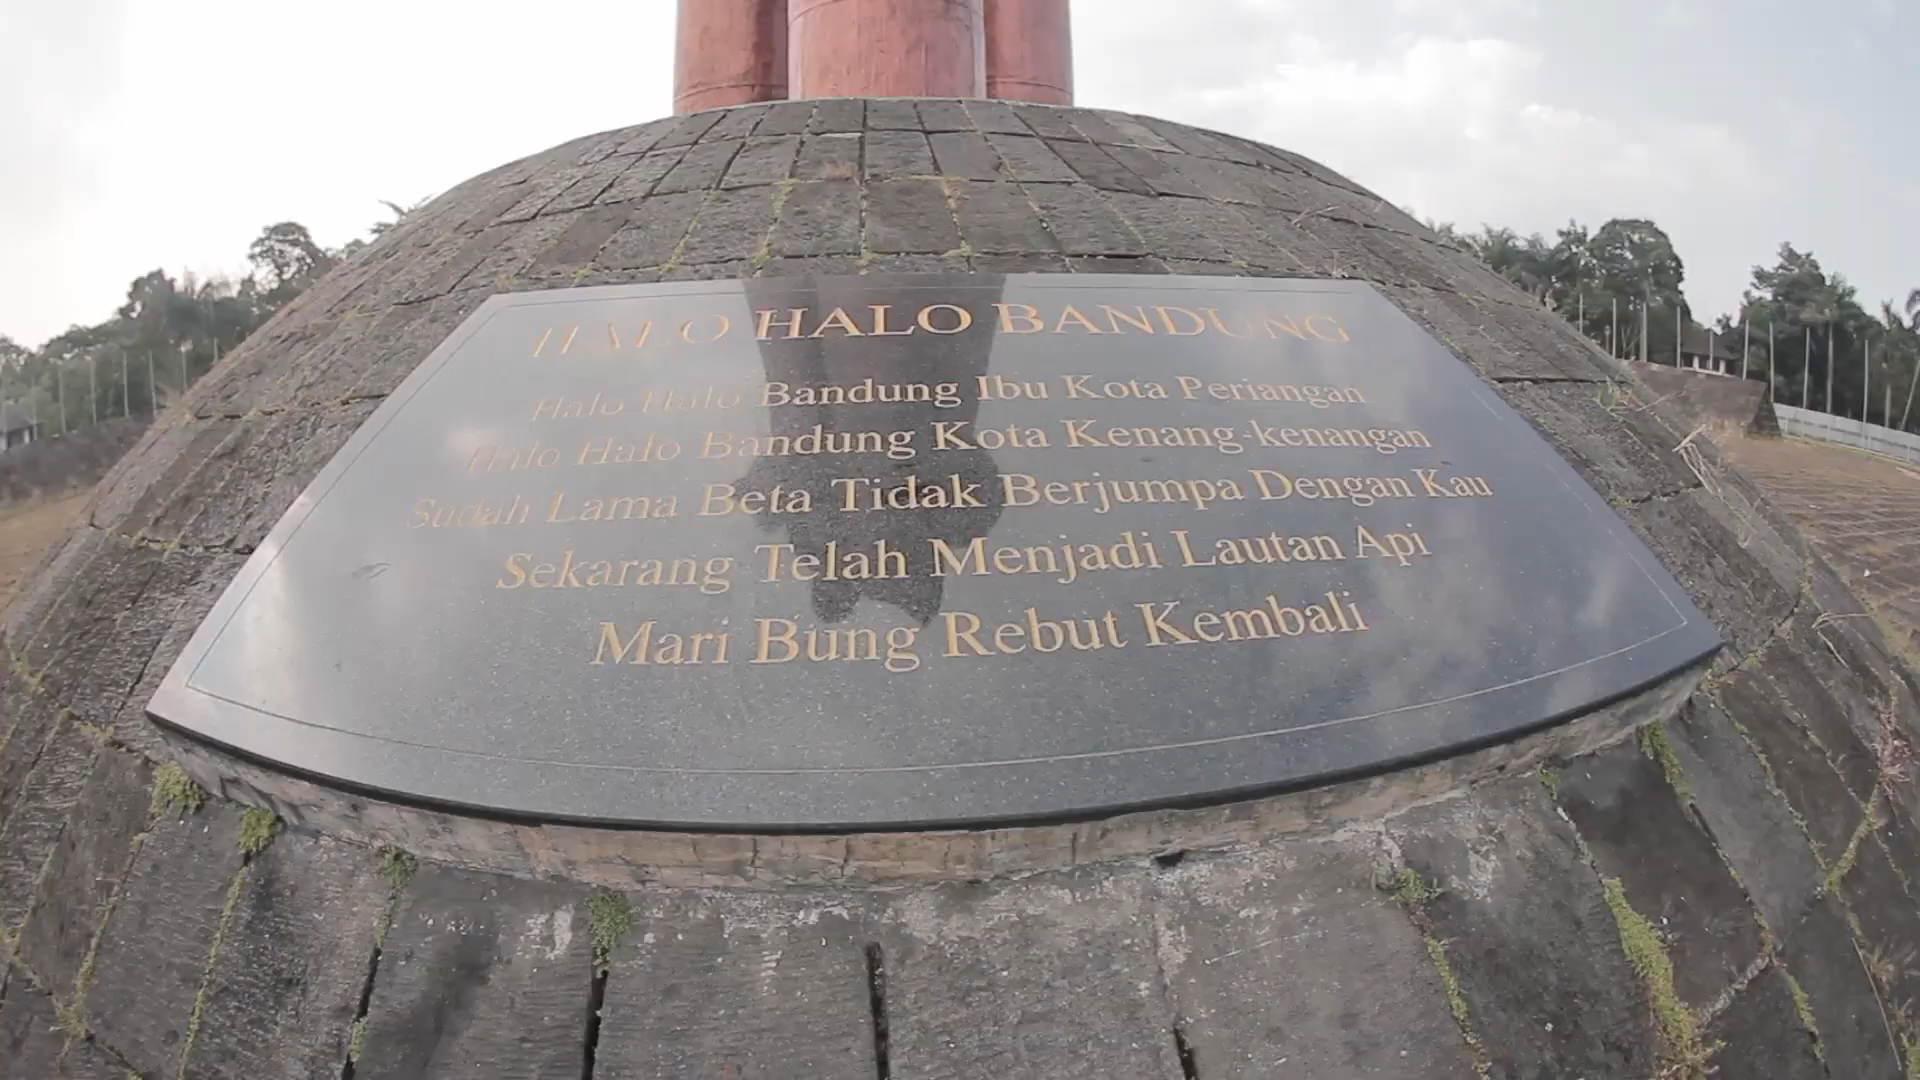 HALO HALO BANDUNG
Halo Halo Bandung Ibu Kota Periangan
Halo Halo Bandung Kota Kenang-kenangan
Sudah Lama Beta Tidak Berjumpa Dengan Kau
Sekarang Telah Menjadi Lautan Api
Mari Bung Rebut Kembali